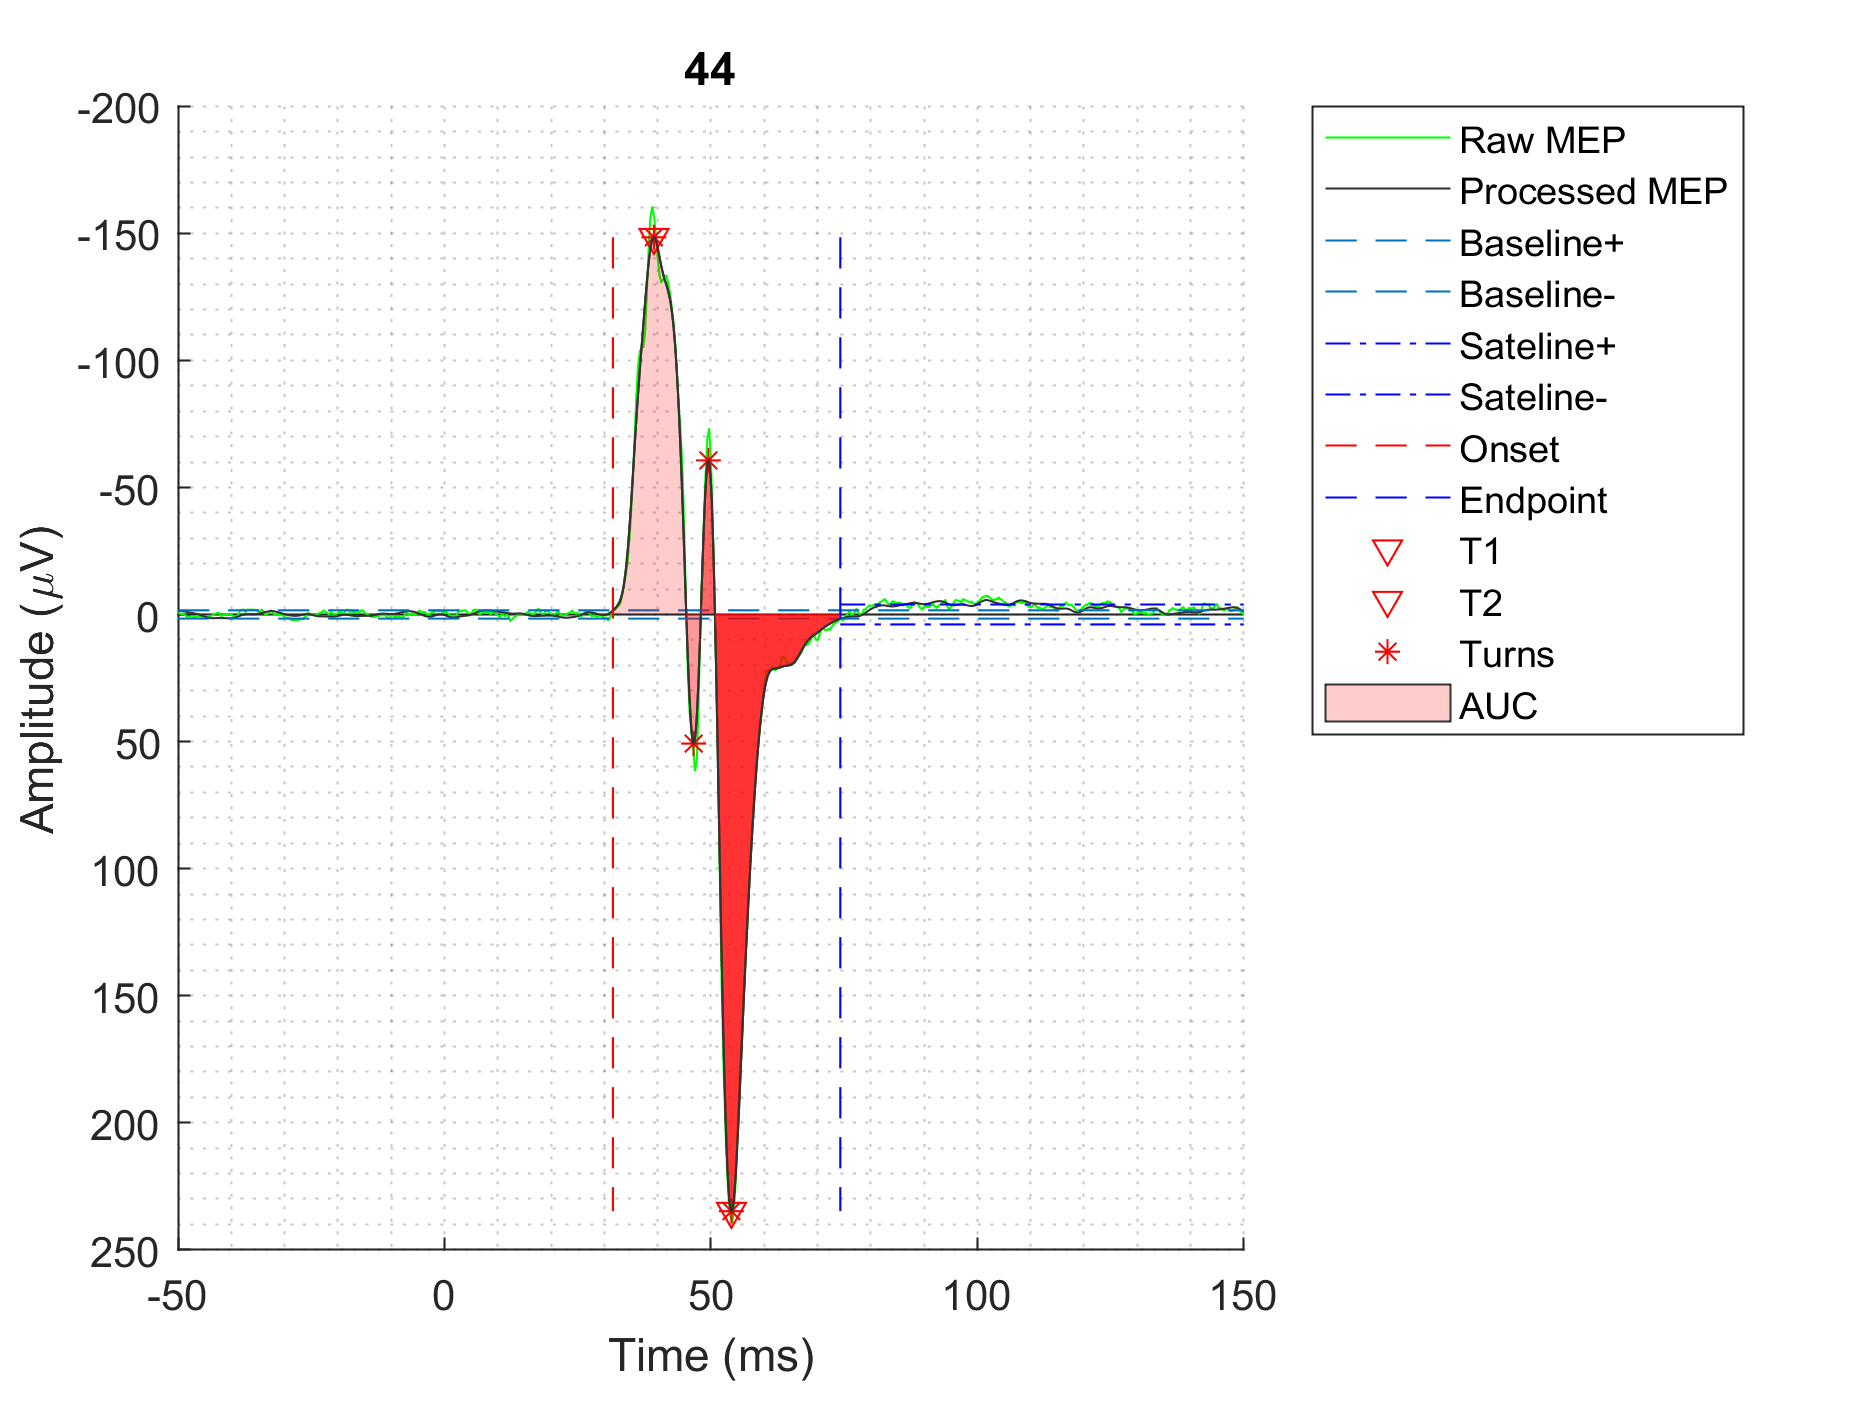 44
-200
-150
-100
-50
0
50
100
150
200
250
Amplitude (μV)
-50
0
50
100
150
Time (ms)
Raw MEP
Processed MEP
Baseline+
Baseline-
Sateline+
Sateline-
Onset
Endpoint
T1
T2
Turns
AUC